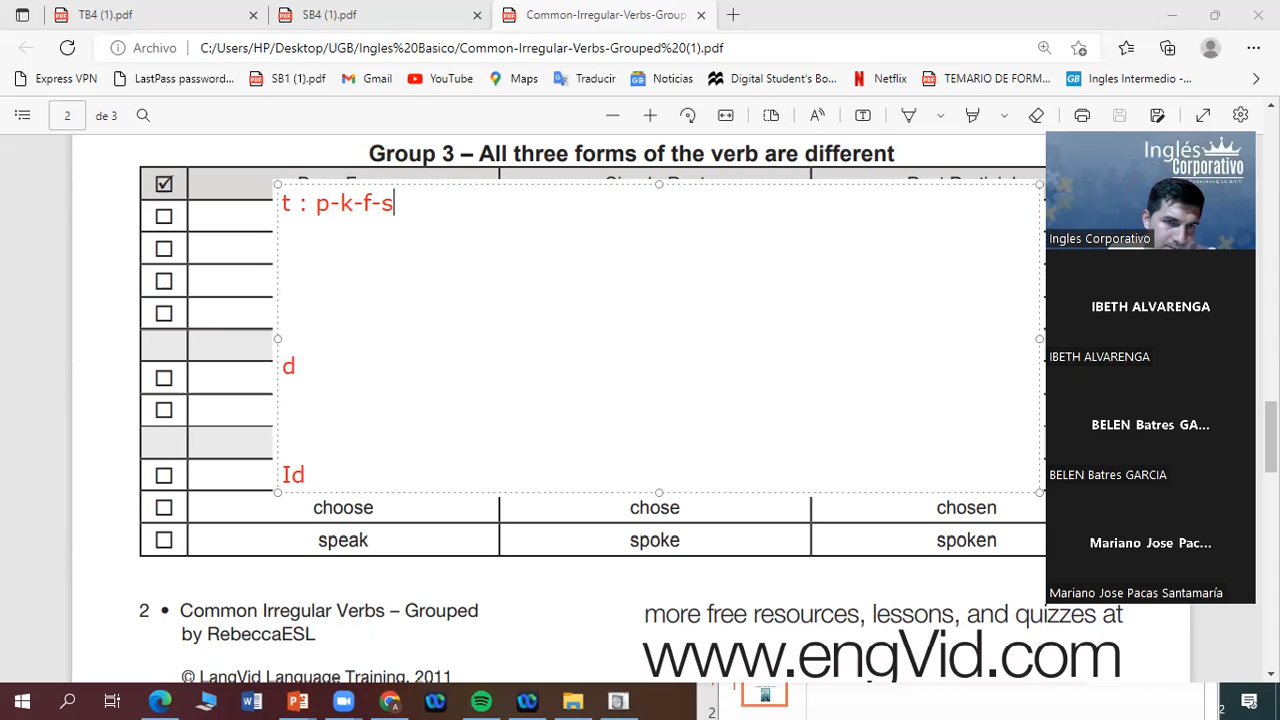 TB4 (1).pdf
SB4 (1).pdf
Common-Irregular-Verbs-Group
Archivo
C:/Users/HP/Desktop/UGB/Ingles%20Basico/Common-Irregular-Verbs-Grouped%20(1).pdf
Express VPN
LastPass password...
SB1 (1).pdf
Gmail
YouTube
Maps
Traducir
Noticias
Digital Student's Bo...
Netflix
TEMARIO DE FORM...
Ingles Intermedio -...
2
de 3
Group 3 – All three forms of the verb are different
t : p-k-f-s
d
Id
choose chose chosen
speak spoke spoken
2 • Common Irregular Verbs – Grouped
by RebeccaESL
© LangVid Language Training, 2011
more free resources, lessons, and quizzes at
www.engVid.com
Inglés
Corporativo
Ingles Corporativo
IBETH ALVARENGA
IBETH ALVARENGA
BELEN Batres GA...
BELEN Batres GARCIA
Mariano Jose Pac...
Mariano Jose Pacas Santamaría
1
2
2